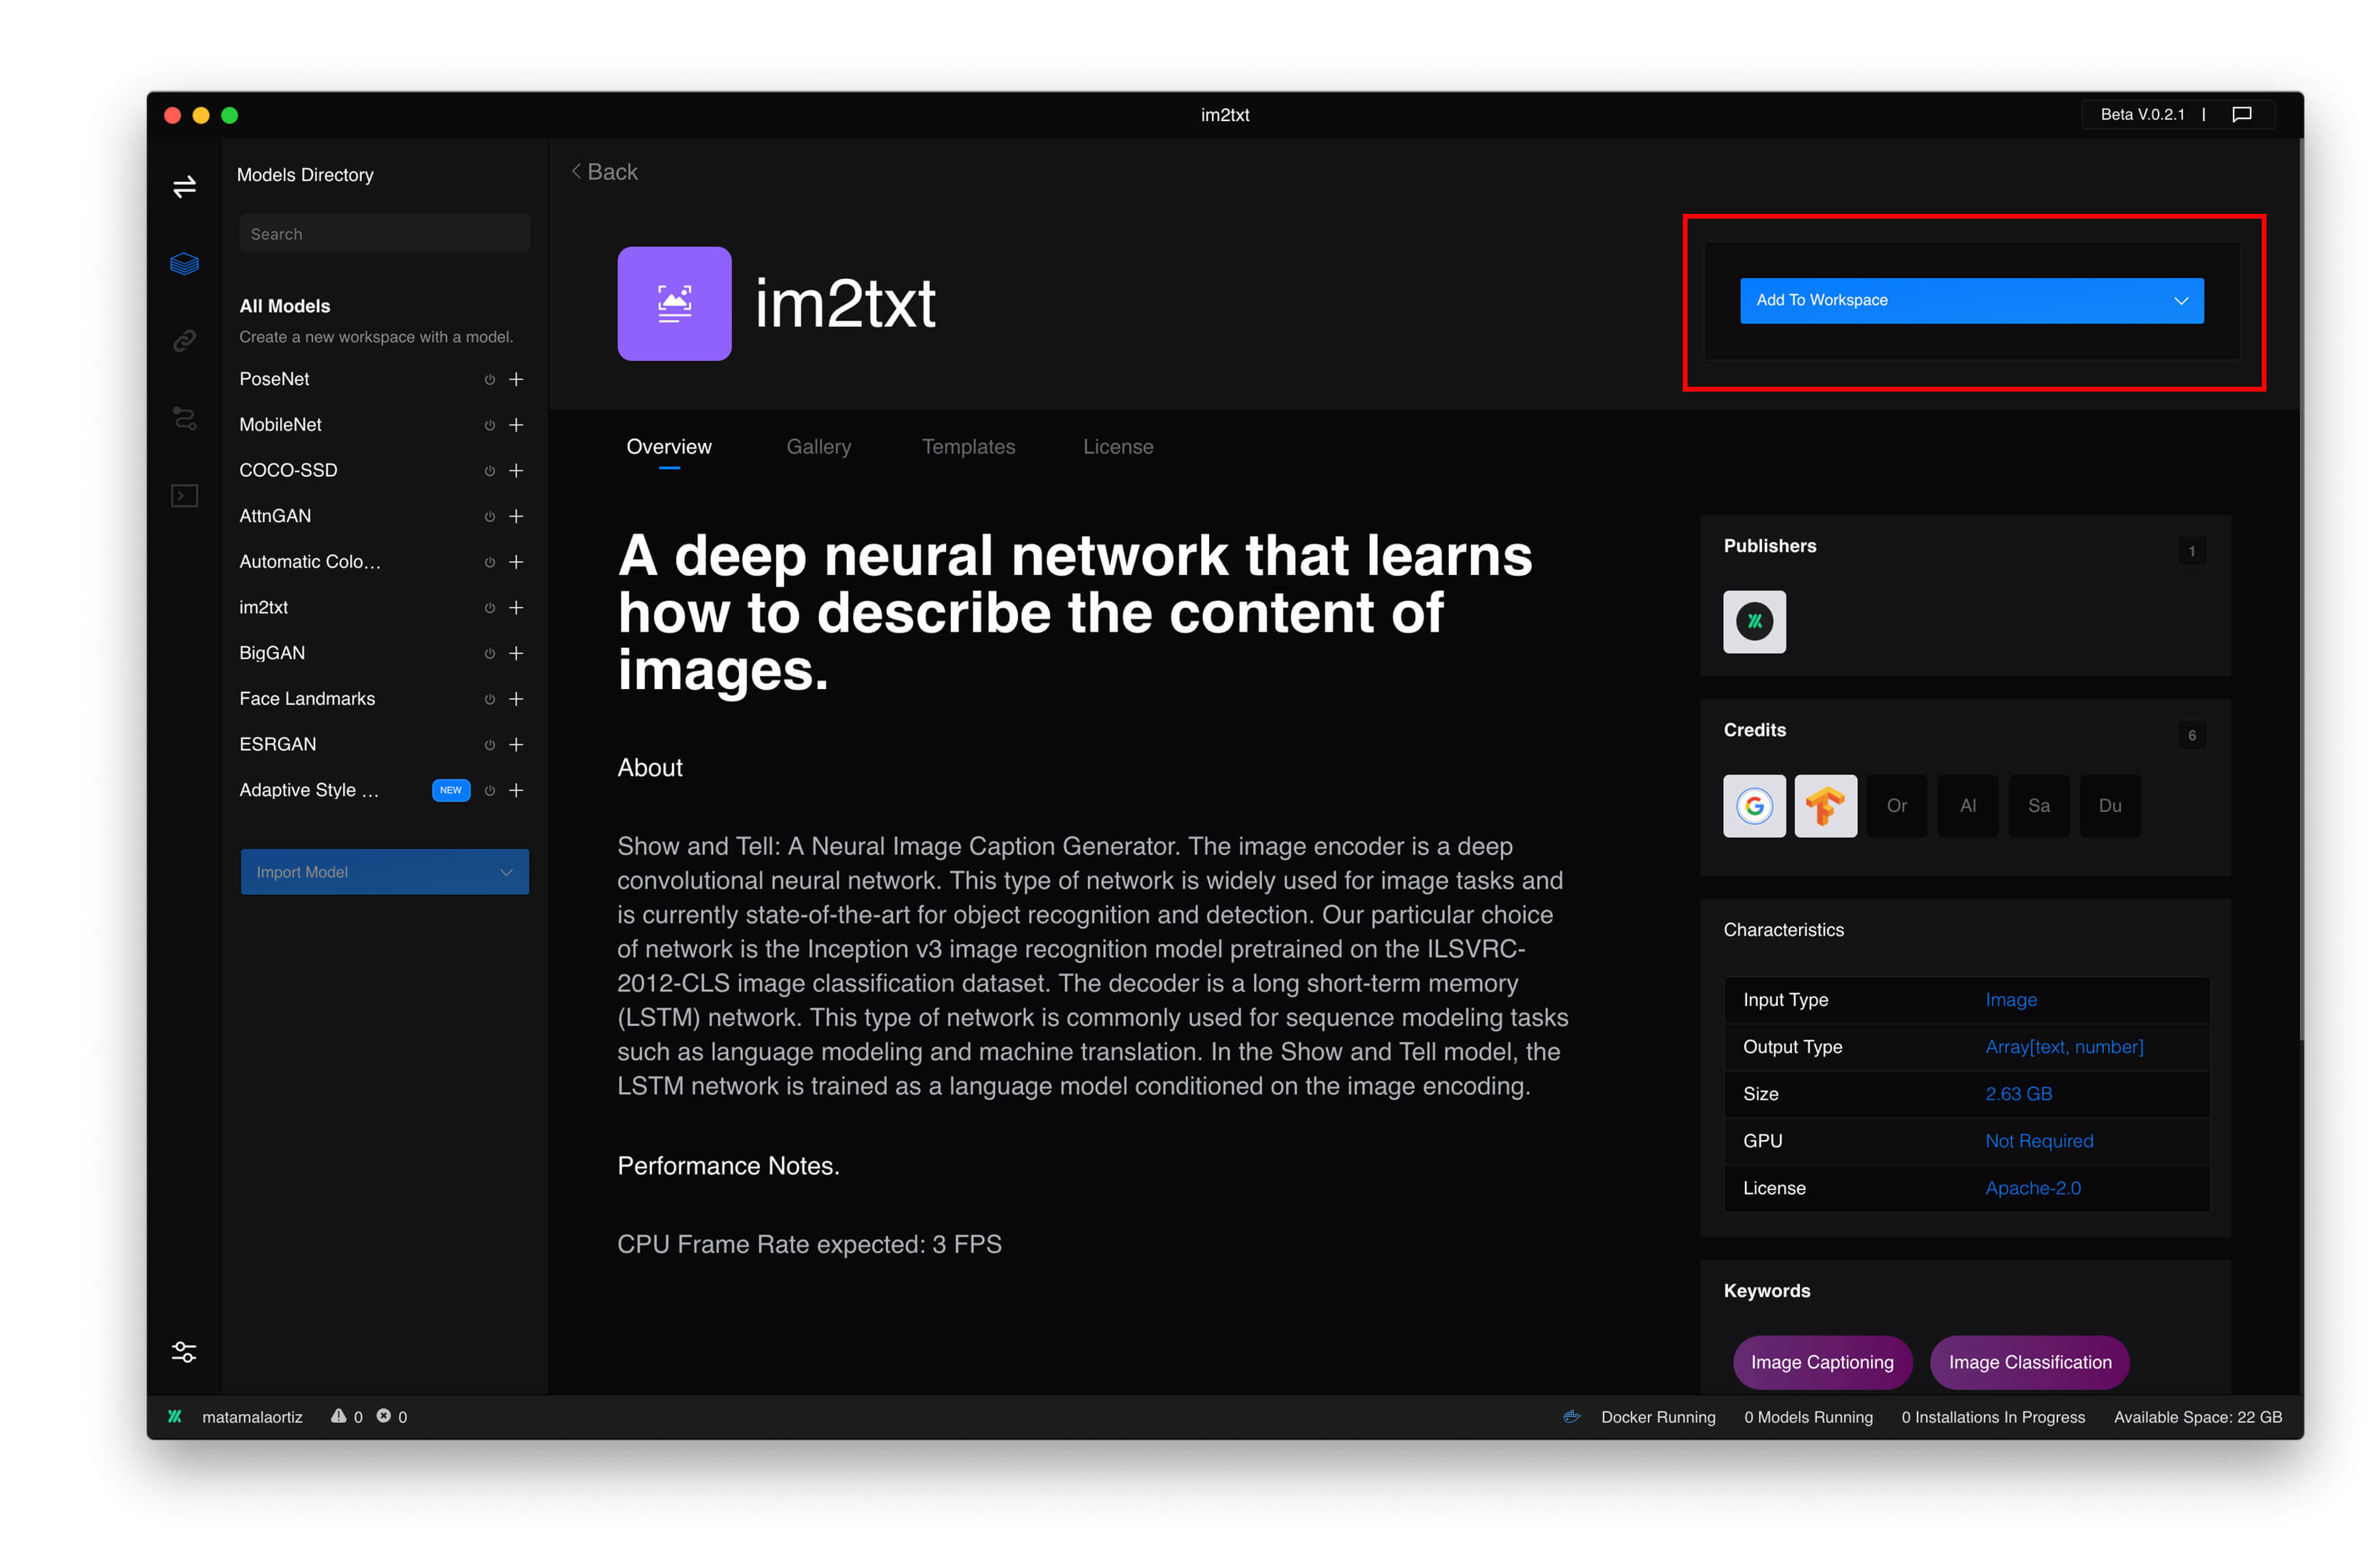 im2txt
Beta V.0.2.1 |
Models Directory
Search
All Models
Create a new workspace with a model.
PoseNet
MobileNet
COCO-SSD
AttnGAN
Automatic Colo...
im2txt
BigGAN
Face Landmarks
ESRGAN
Adaptive Style ...
NEW
Import Model
Back
im2txt
Add To Workspace
Overview
Gallery
Templates
License
A deep neural network that learns
how to describe the content of
images.
About
Show and Tell: A Neural Image Caption Generator. The image encoder is a deep
convolutional neural network. This type of network is widely used for image tasks and
is currently state-of-the-art for object recognition and detection. Our particular choice
of network is the Inception v3 image recognition model pretrained on the ILSVRC-
2012-CLS image classification dataset. The decoder is a long short-term memory
(LSTM) network. This type of network is commonly used for sequence modeling tasks
such as language modeling and machine translation. In the Show and Tell model, the
LSTM network is trained as a language model conditioned on the image encoding.
Performance Notes.
CPU Frame Rate expected: 3 FPS
Publishers
1
Credits
6
G
Or
Al
Sa
Du
Characteristics
Input Type Image
Output Type Array[text, number]
Size 2.63 GB
GPU Not Required
License Apache-2.0
Keywords
Image Captioning
Image Classification
matamalaortiz
0
0
Docker Running
0 Models Running
0 Installations In Progress
Available Space: 22 GB